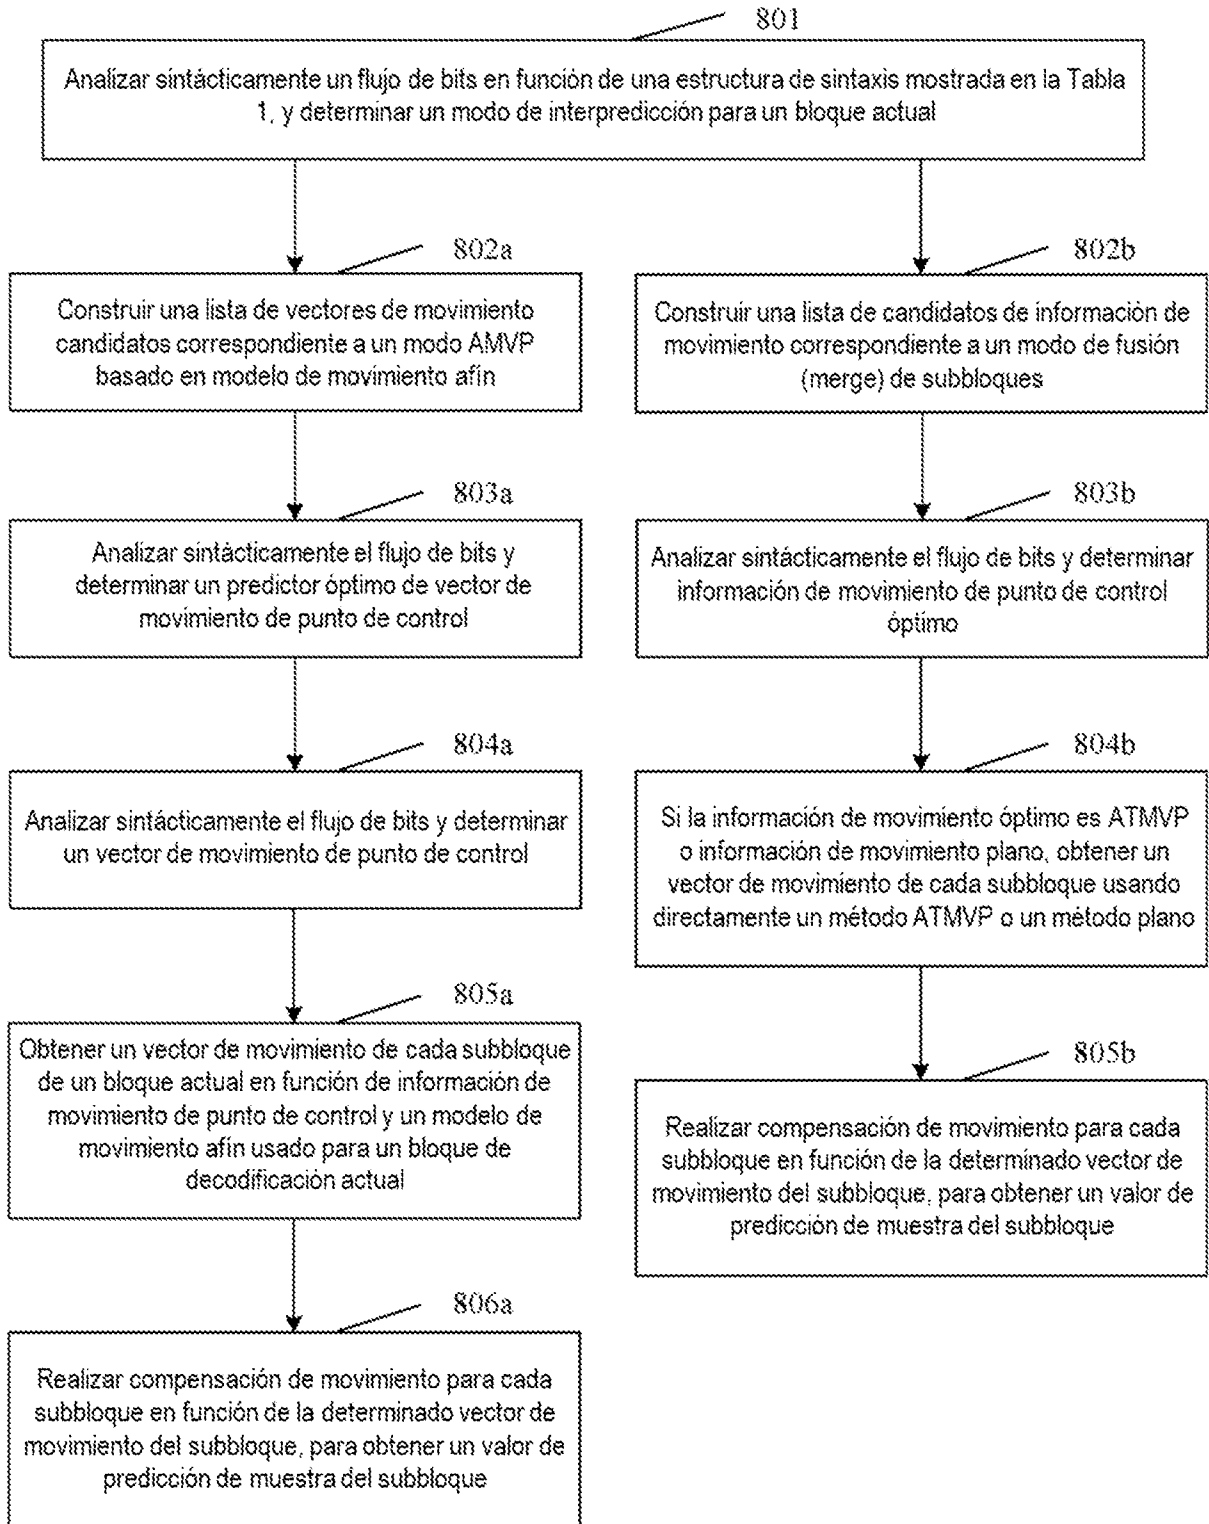 801
Analizar sintácticamente un flujo de bits en función de una estructura de sintaxis mostrada en la Tabla
1, y determinar un modo de interpredicción para un bloque actual
802a
Construir una lista de vectores de movimiento
candidatos correspondiente a un modo AMVP
basado en modelo de movimiento afín
803a
Analizar sintácticamente el flujo de bits y
determinar un predictor óptimo de vector de
movimiento de punto de control
804a
Analizar sintácticamente el flujo de bits y determinar
un vector de movimiento de punto de control
805a
Obtener un vector de movimiento de cada subbloque
de un bloque actual en función de información de
movimiento de punto de control y un modelo de
movimiento afín usado para un bloque de
decodificación actual
806a
Realizar compensación de movimiento para cada
subbloque en función de la determinado vector de
movimiento del subbloque, para obtener un valor de
predicción de muestra del subbloque
802b
Construir una lista de candidatos de información de
movimiento correspondiente a un modo de fusión
(merge) de subbloques
803b
Analizar sintácticamente el flujo de bits y determinar
información de movimiento de punto de control
óptimo
804b
Si la información de movimiento óptimo es ATMVP
o información de movimiento plano, obtener un
vector de movimiento de cada subbloque usando
directamente un método ATMVP o un método plano
805b
Realizar compensación de movimiento para cada
subbloque en función de la determinado vector de
movimiento del subbloque, para obtener un valor de
predicción de muestra del subbloque